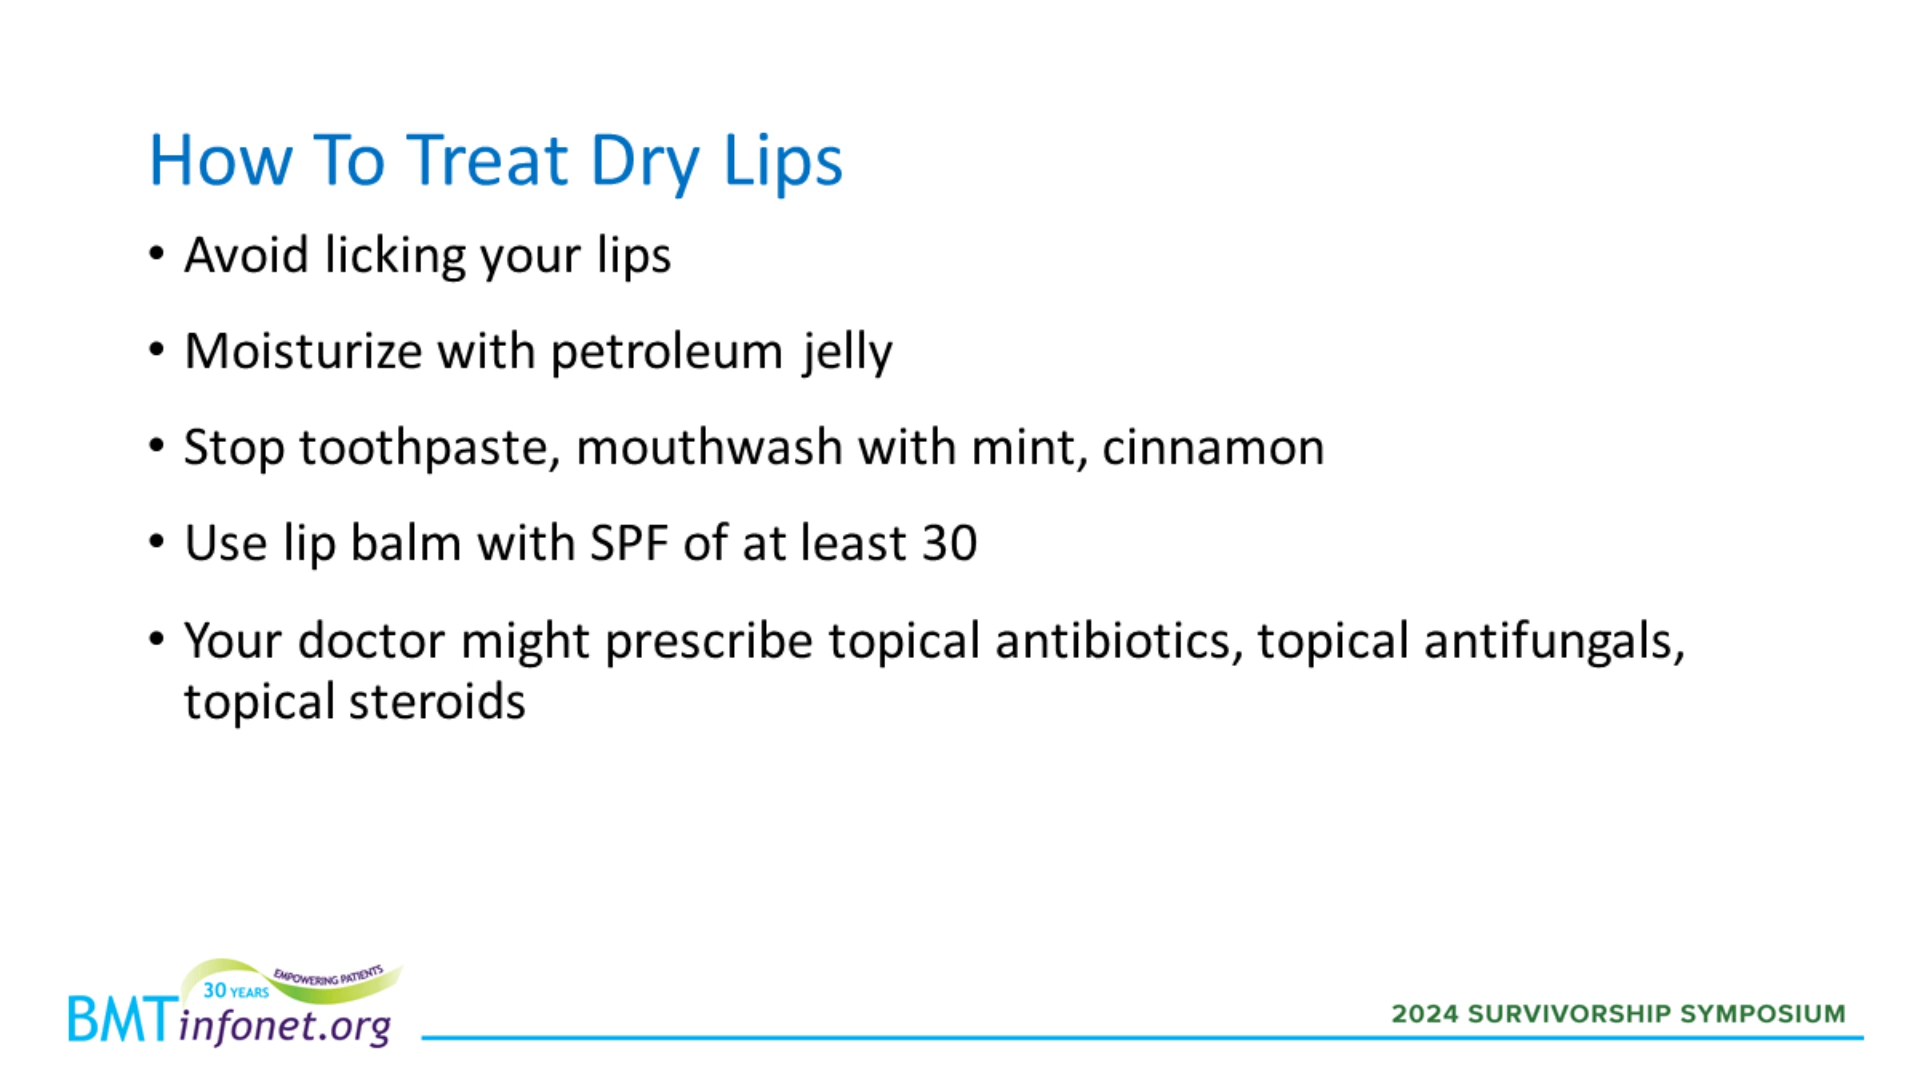 How To Treat Dry Lips
• Avoid licking your lips
• Moisturize with petroleum jelly
• Stop toothpaste, mouthwash with mint, cinnamon
• Use lip balm with SPF of at least 30
• Your doctor might prescribe topical antibiotics, topical antifungals,
topical steroids
EMPOWERING PATIENTS
30 YEARS
BMTinfonet.org
2024 SURVIVORSHIP SYMPOSIUM